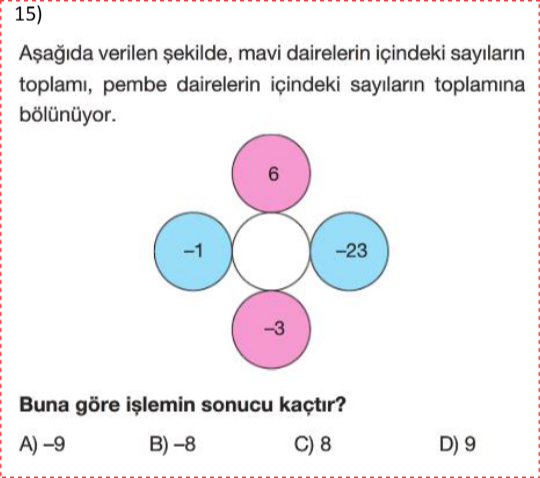 15)
Aşağıda verilen şekilde, mavi dairelerin içindeki sayıların
toplamı, pembe dairelerin içindeki sayıların toplamına
bölünüyor.
6
–1
–23
–3
Buna göre işlemin sonucu kaçtır?
A) –9 B) –8 C) 8 D) 9